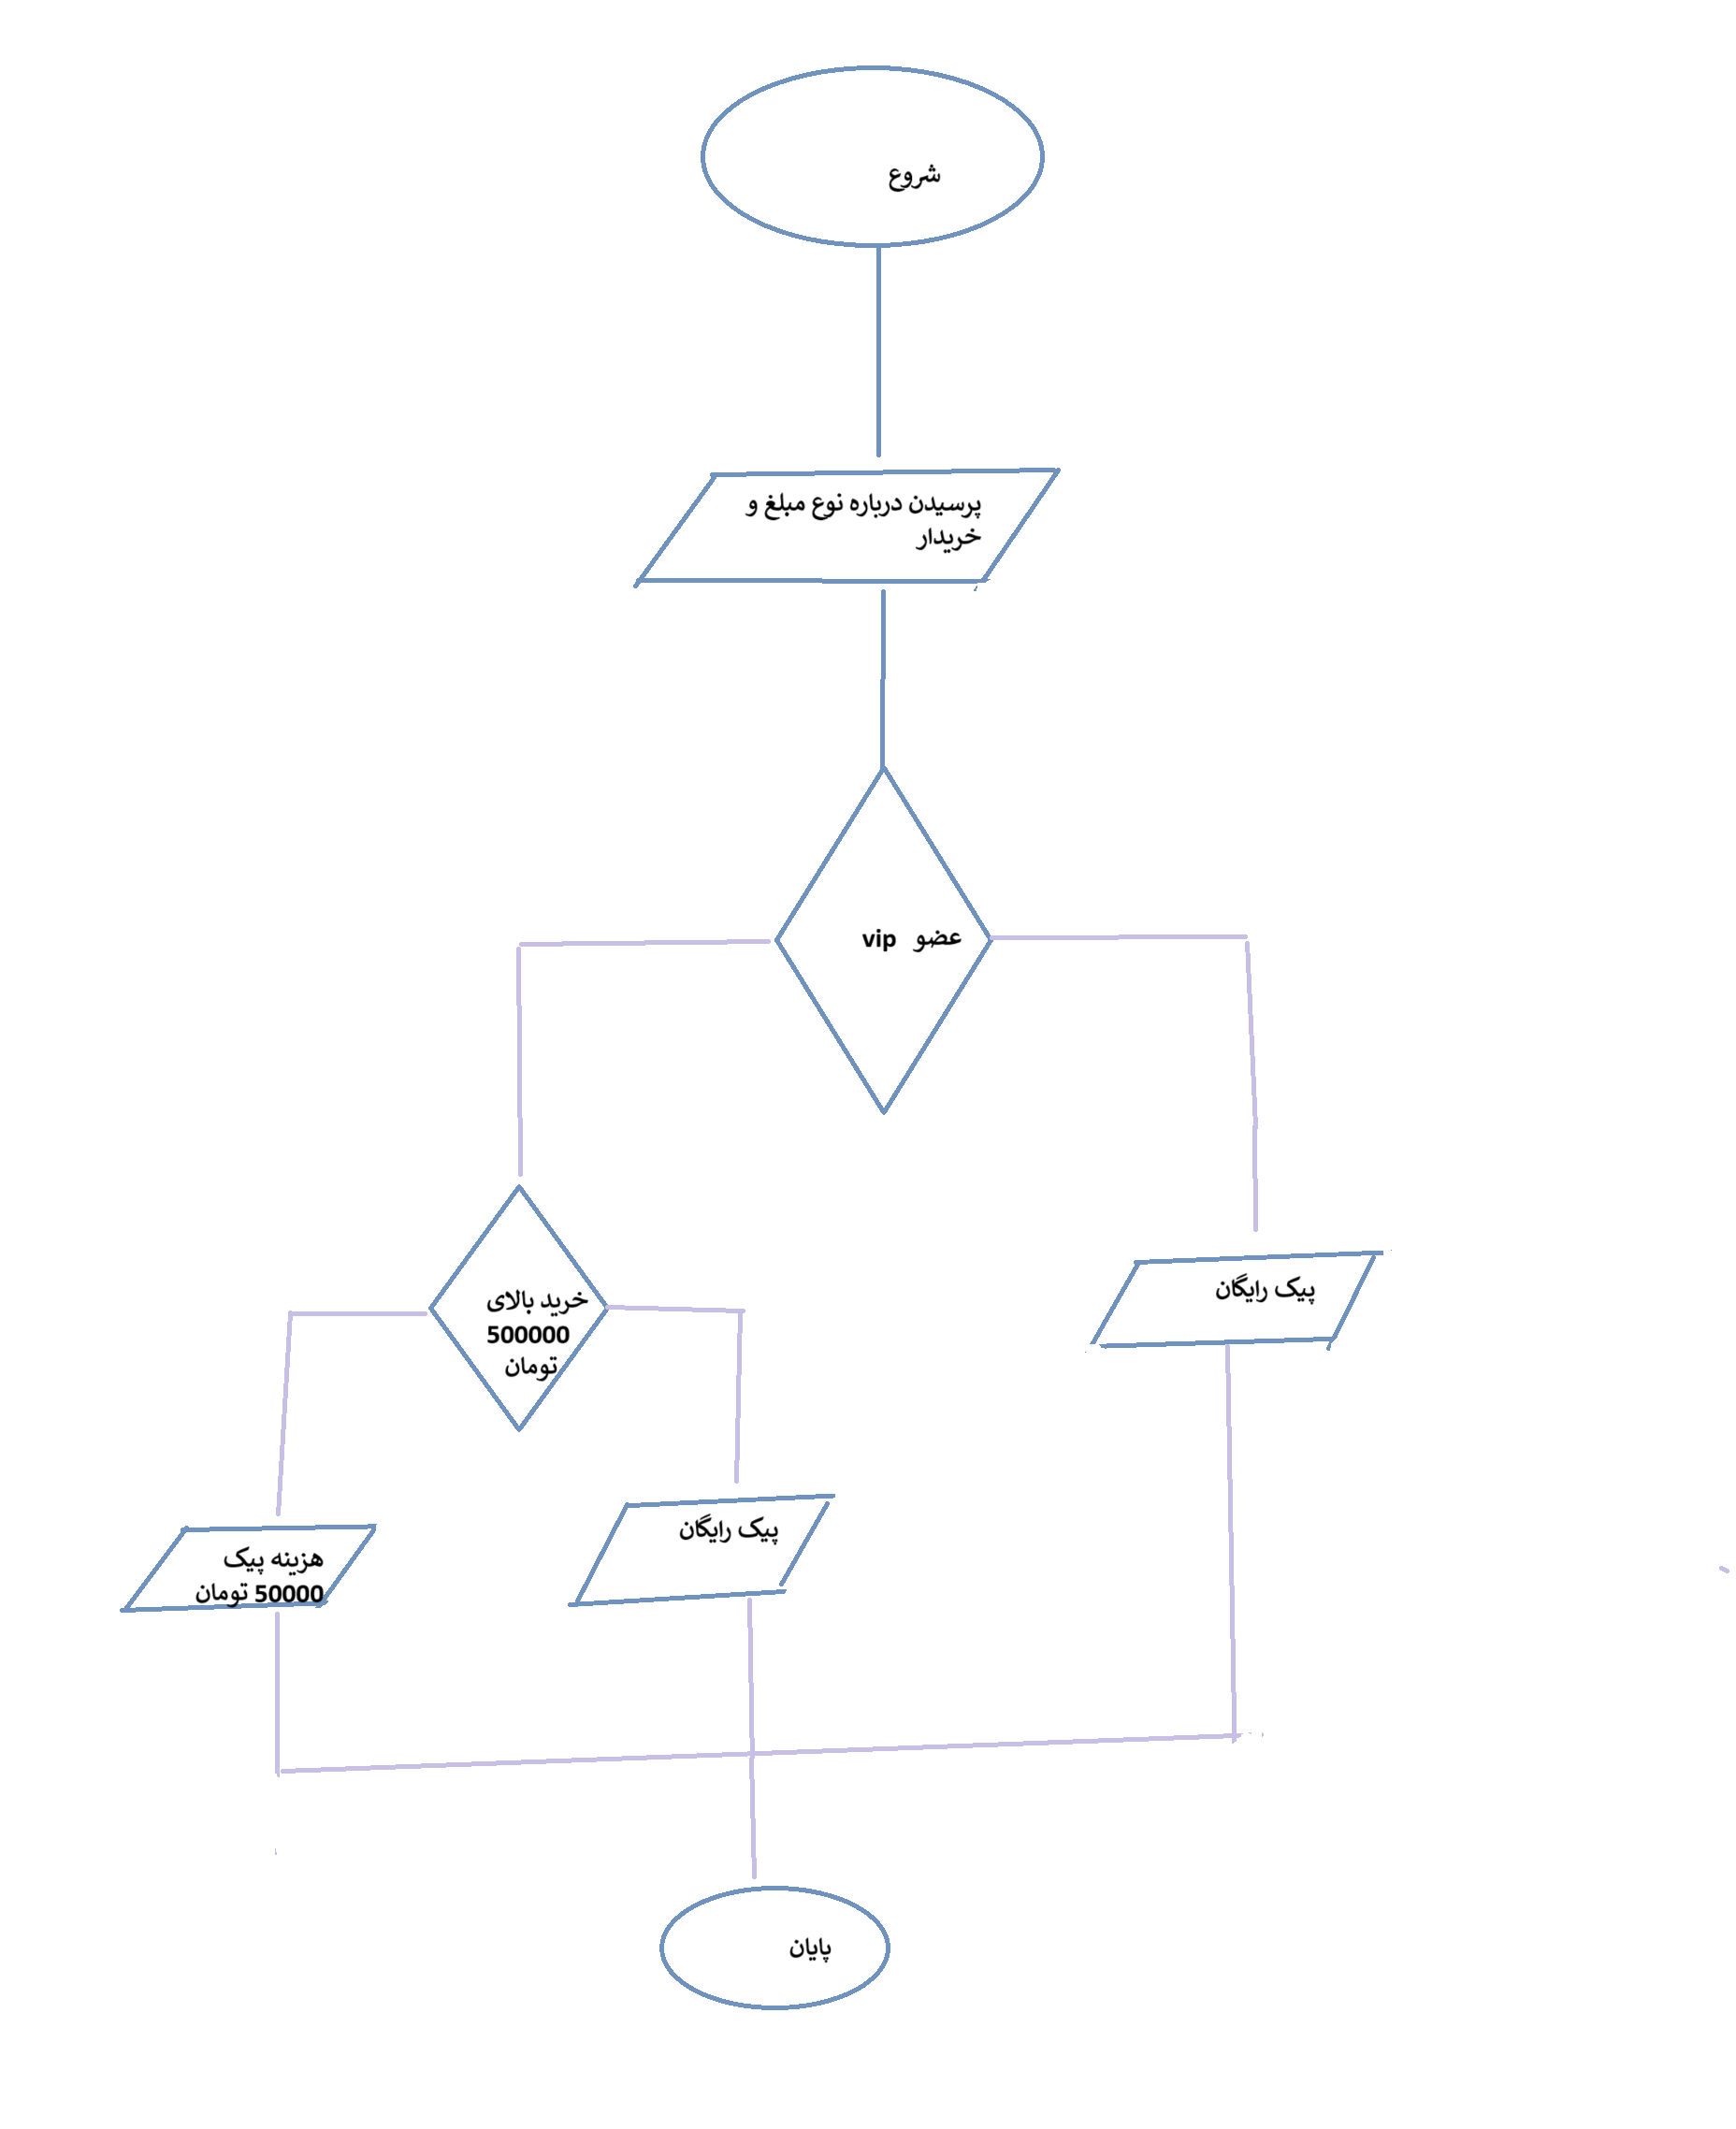 شروع
پرسیدن درباره نوع مبلغ و
خریدار
عضو vip
خرید بالای
500000
تومان
پیک رایگان
پیک رایگان
هزینه پیک
50000 تومان
پایان